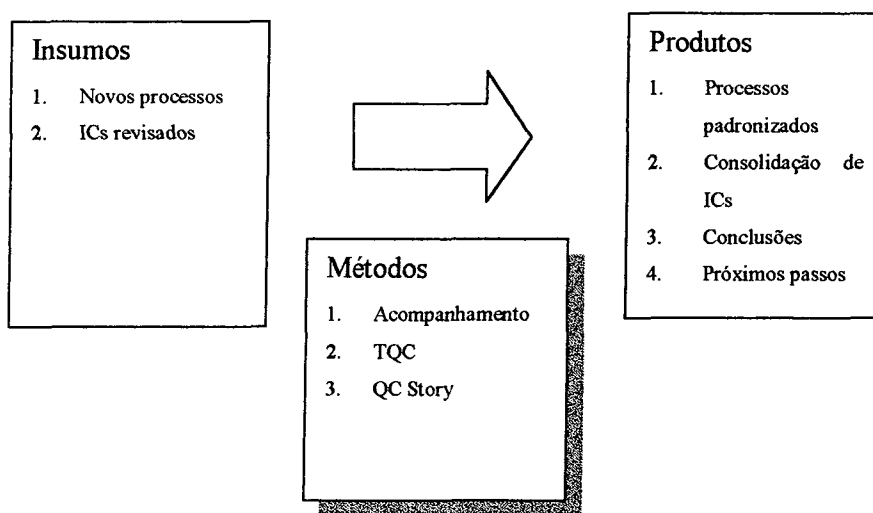 Insumos
1. Novos processos
2. ICs revisados
Métodos
1. Acompanhamento
2. TQC
3. QC Story
Produtos
1. Processos
padronizados
2. Consolidação de
ICs
3. Conclusões
4. Próximos passos